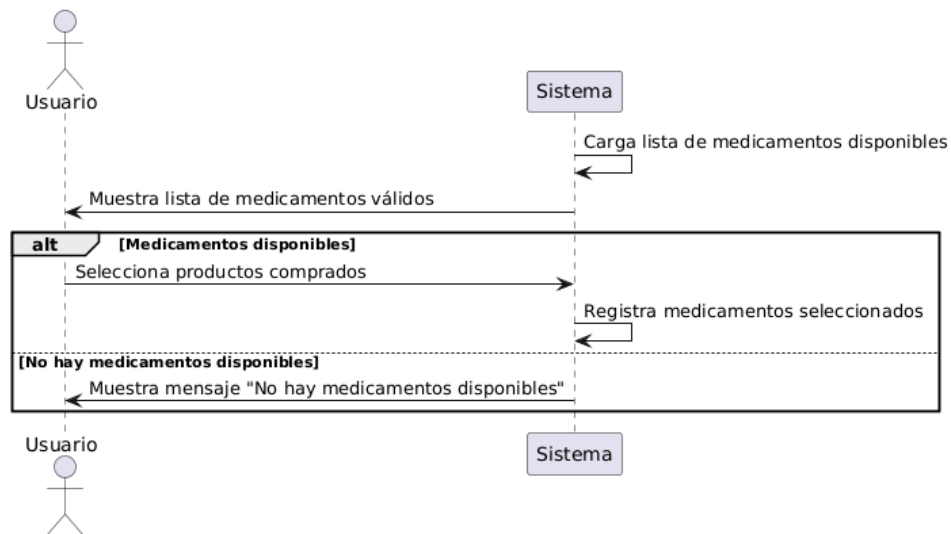 Usuario
Sistema
Carga lista de medicamentos disponibles
Muestra lista de medicamentos válidos
alt [Medicamentos disponibles]
Selecciona productos comprados
Registra medicamentos seleccionados
[No hay medicamentos disponibles]
Muestra mensaje "No hay medicamentos disponibles"
Usuario
Sistema